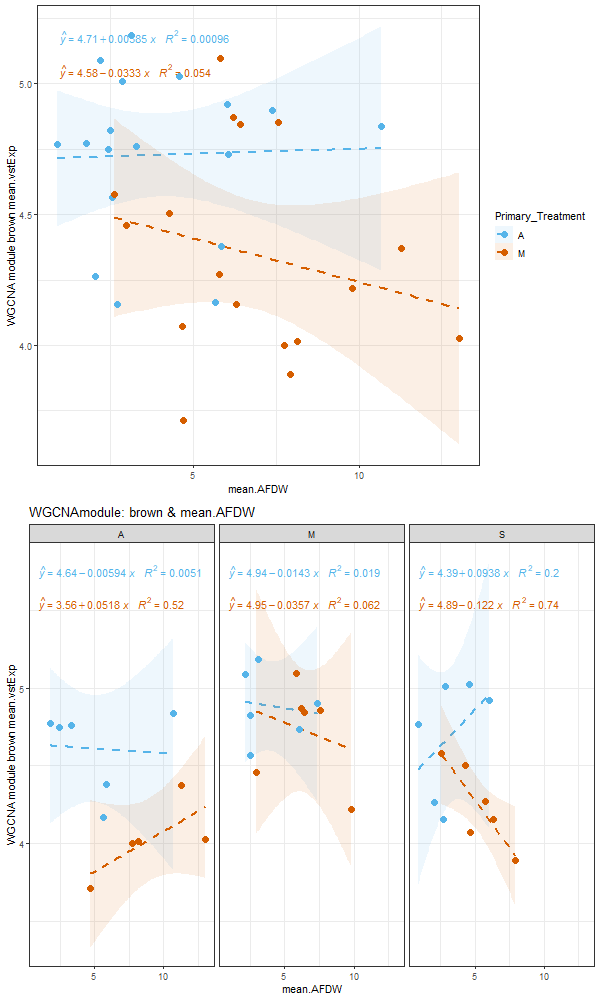 ŷ = 4.71+0.00585 x R² = 0.00096
ŷ = 4.58−0.0333 x R² = 0.054
5.0
4.5
4.0
WGCNA module brown mean.vstExp
5
10
mean.AFDW
Primary_Treatment
A
M
WGCNAmodule: brown & mean.AFDW
A
M
S
ŷ = 4.64−0.00594 x R² = 0.0051
ŷ = 3.56+0.0518 x R² = 0.52
ŷ = 4.94−0.0143 x R² = 0.019
ŷ = 4.95−0.0357 x R² = 0.062
ŷ = 4.39+0.0938 x R² = 0.2
ŷ = 4.89−0.122 x R² = 0.74
5
4
WGCNA module brown mean.vstExp
5
10
5
10
5
10
mean.AFDW